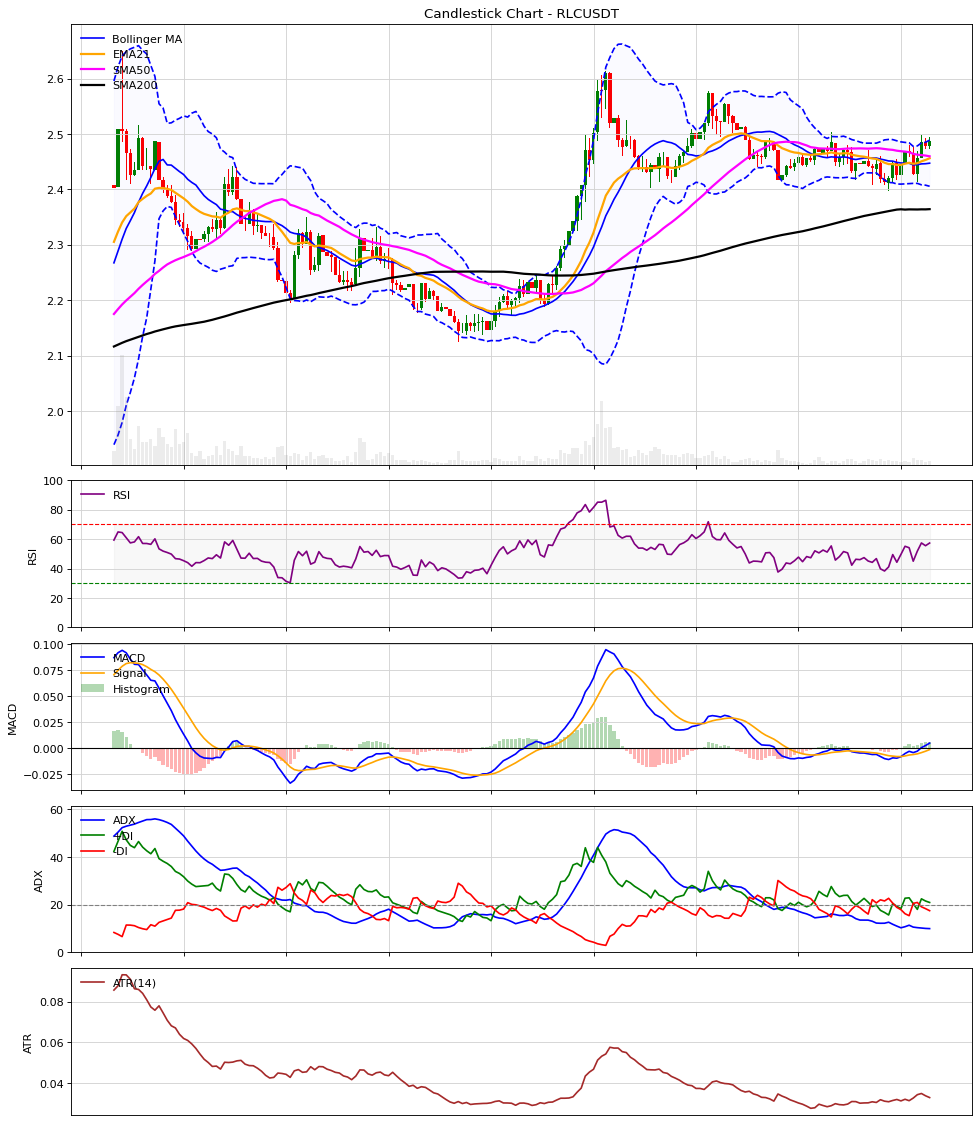 Candlestick Chart - RLCUSDT
Bollinger MA
EMA21
SMA50
SMA200
2.6
2.5
2.4
2.3
2.2
2.1
2.0
RSI
RSI
100
80
60
40
20
0
MACD
Signal
Histogram
MACD
0.100
0.075
0.050
0.025
0.000
−0.025
ADX
+DI
-DI
ADX
60
40
20
0
ATR(14)
ATR
0.08
0.06
0.04